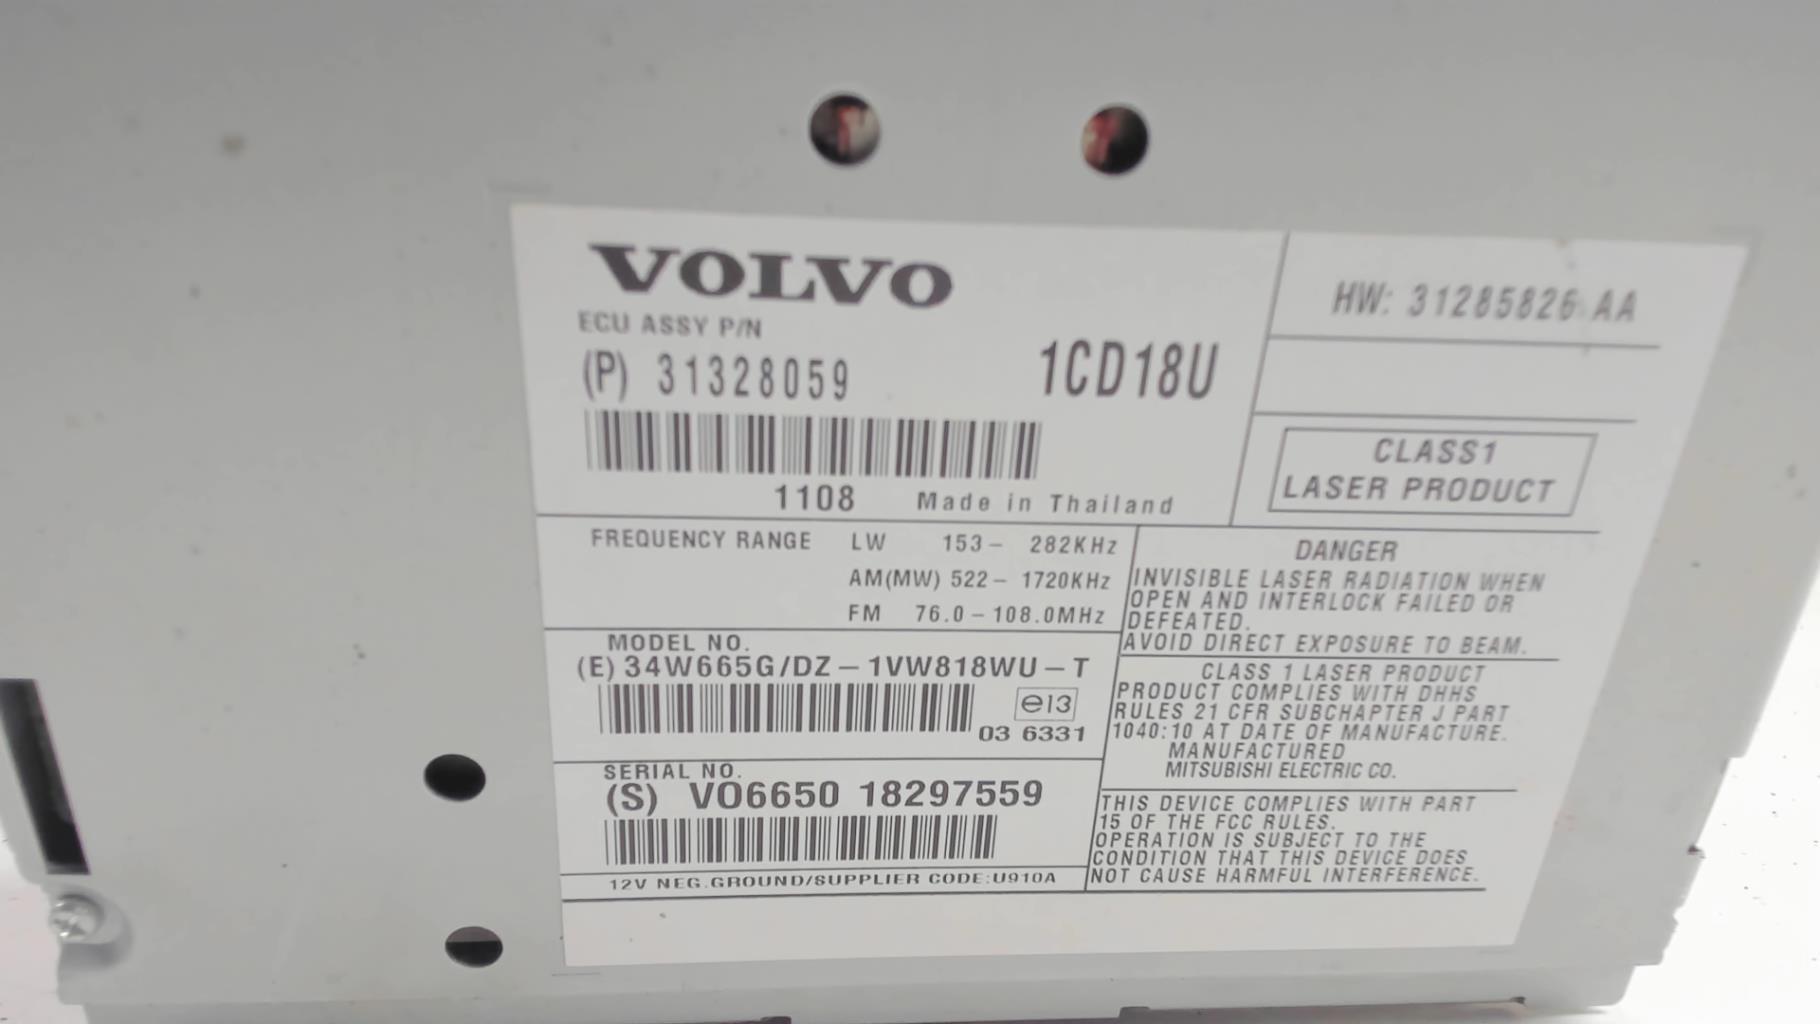 VOLVO
ECU ASSY P/N
(P) 31328059
1CD18U
1108 Made in Thailand
HW: 31285826 AA
CLASS1
LASER PRODUCT
FREQUENCY RANGE LW 153 – 282KHz
AM(MW) 522 – 1720KHz
FM 76.0 – 108.0MHz
MODEL NO.
(E) 34W665G/DZ – 1VW818WU – T
e13
03 6331
SERIAL NO.
(S) VO6650 18297559
12V NEG.GROUND/SUPPLIER CODE:U910A
DANGER
INVISIBLE LASER RADIATION WHEN
OPEN AND INTERLOCK FAILED OR
DEFEATED.
AVOID DIRECT EXPOSURE TO BEAM.
CLASS 1 LASER PRODUCT
PRODUCT COMPLIES WITH DHHS
RULES 21 CFR SUBCHAPTER J PART
1040:10 AT DATE OF MANUFACTURE.
MANUFACTURED
MITSUBISHI ELECTRIC CO.
THIS DEVICE COMPLIES WITH PART
15 OF THE FCC RULES.
OPERATION IS SUBJECT TO THE
CONDITION THAT THIS DEVICE DOES
NOT CAUSE HARMFUL INTERFERENCE.